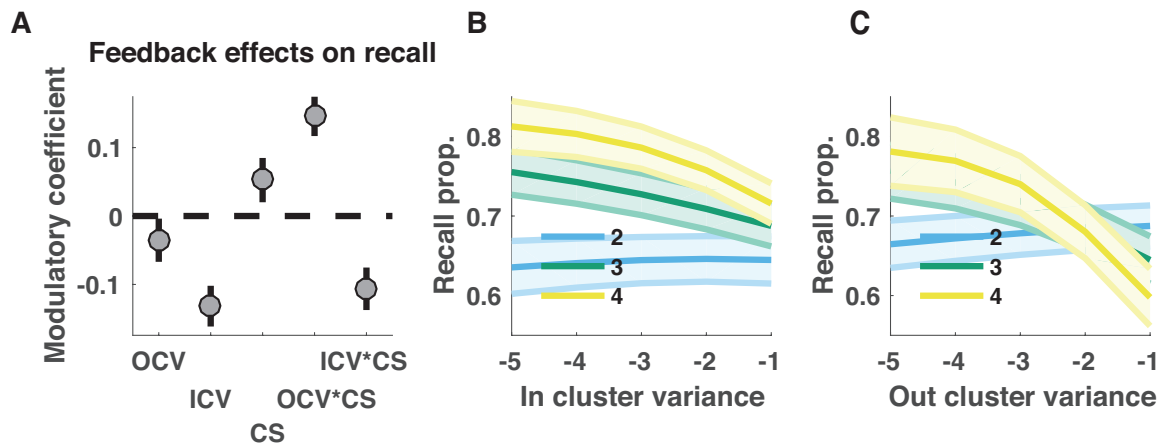 A
Feedback effects on recall
Modulatory coefficient
0.1
0
-0.1
OCV
ICV*CS
ICV
OCV*CS
CS
B
Recall prop.
0.8
0.7
0.6
2
3
4
-5 -4 -3 -2 -1
In cluster variance
C
Recall prop.
0.8
0.7
0.6
2
3
4
-5 -4 -3 -2 -1
Out cluster variance